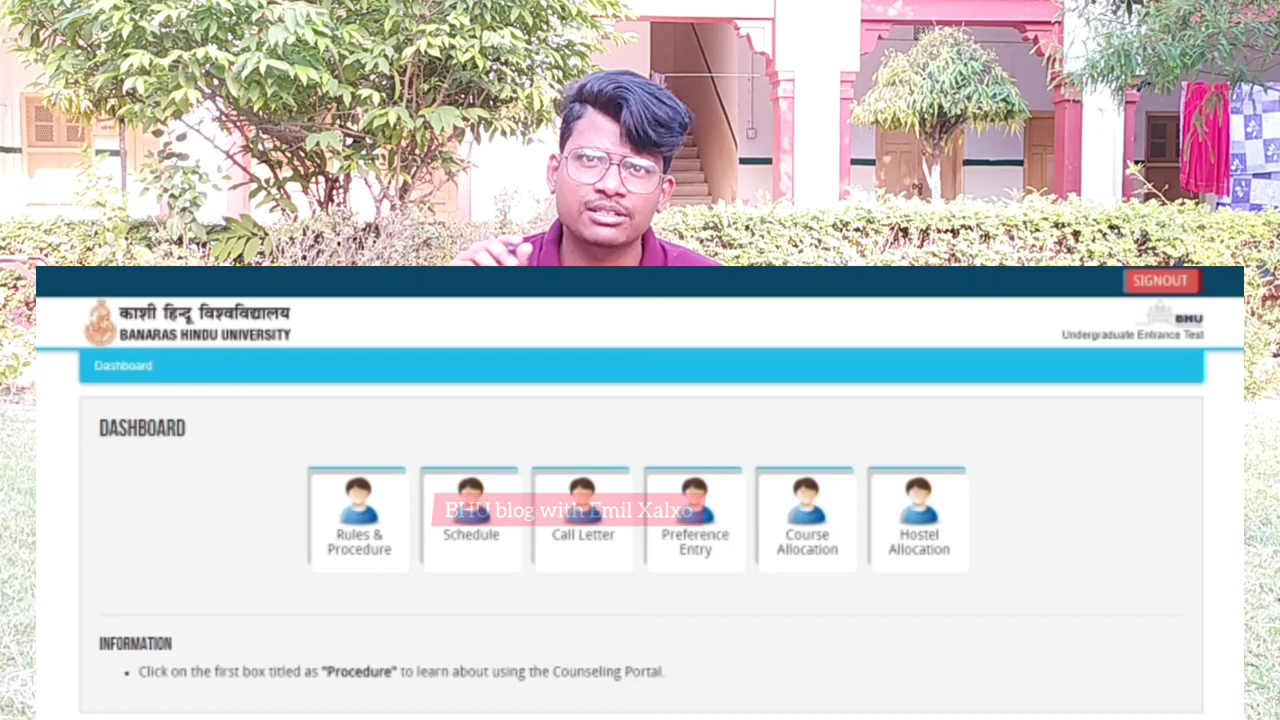 SIGNOUT
काशी हिन्दू विश्वविद्यालय
BANARAS HINDU UNIVERSITY
BHU
Undergraduate Entrance Test
Dashboard
DASHBOARD
Rules &
Procedure
Schedule
Call Letter
Preference
Entry
Course
Allocation
Hostel
Allocation
BHU blog with Emil Xalxo
INFORMATION
Click on the first box titled as "Procedure" to learn about using the Counseling Portal.